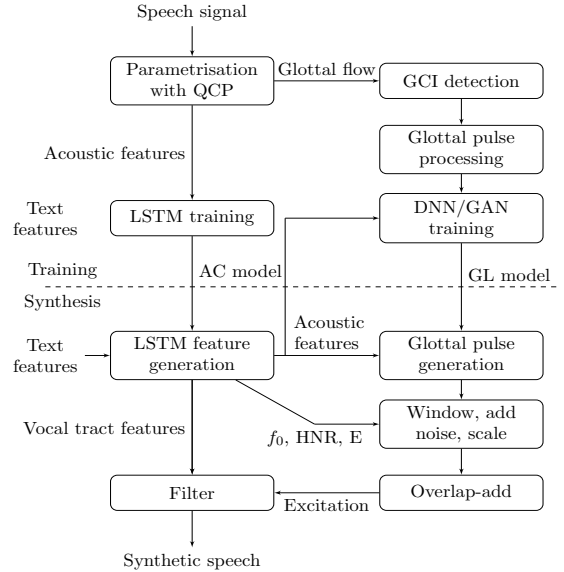 Speech signal
Parametrisation
with QCP
Glottal flow
GCI detection
Glottal pulse
processing
Acoustic features
Text
features
LSTM training
DNN/GAN
training
Training
AC model
GL model
Synthesis
Text
features
LSTM feature
generation
Acoustic
features
Glottal pulse
generation
Vocal tract features
f₀, HNR, E
Window, add
noise, scale
Filter
Excitation
Overlap-add
Synthetic speech